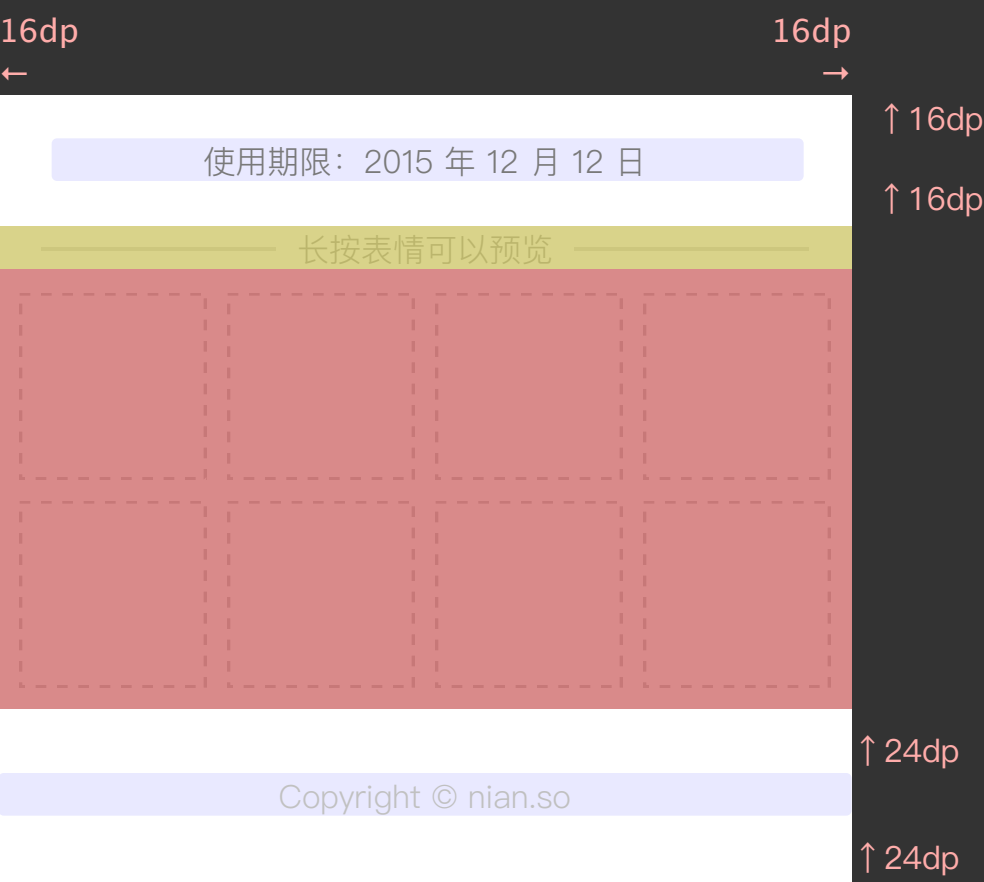 16dp 16dp
← →
↑ 16dp
使用期限：2015 年 12 月 12 日
↑ 16dp
长按表情可以预览
↑ 24dp
Copyright © nian.so
↑ 24dp